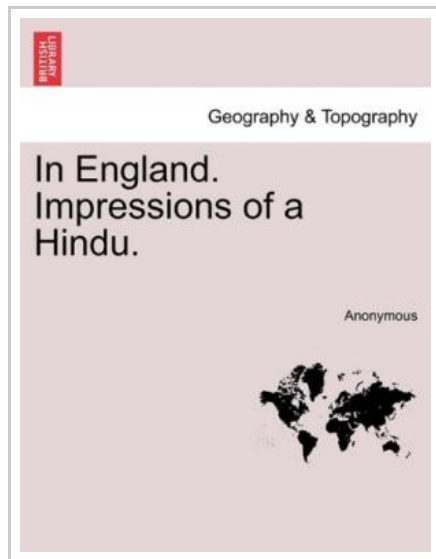 BRITISH
LIBRARY
Geography & Topography
In England.
Impressions of a
Hindu.
Anonymous